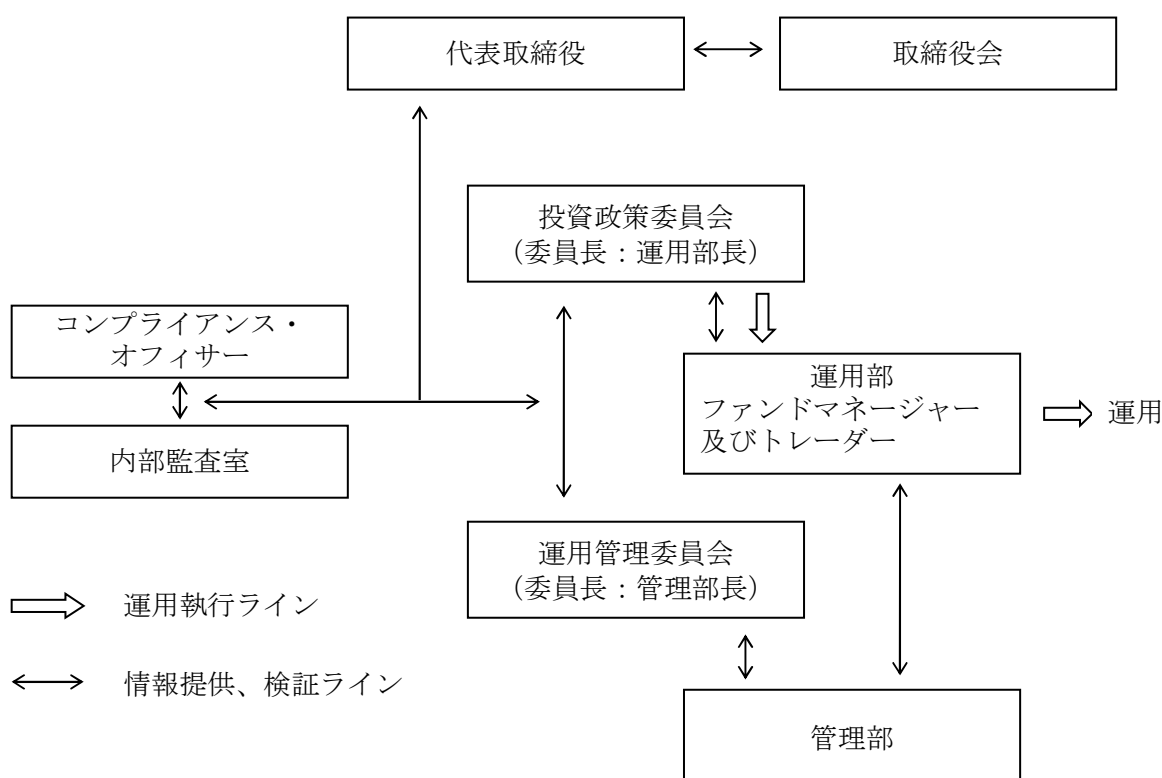 代表取締役
取締役会
投資政策委員会
（委員長：運用部長）
コンプライアンス・
オフィサー
内部監査室
運用部
ファンドマネージャー
及びトレーダー
運用
運用管理委員会
（委員長：管理部長）
運用執行ライン
情報提供、検証ライン
管理部